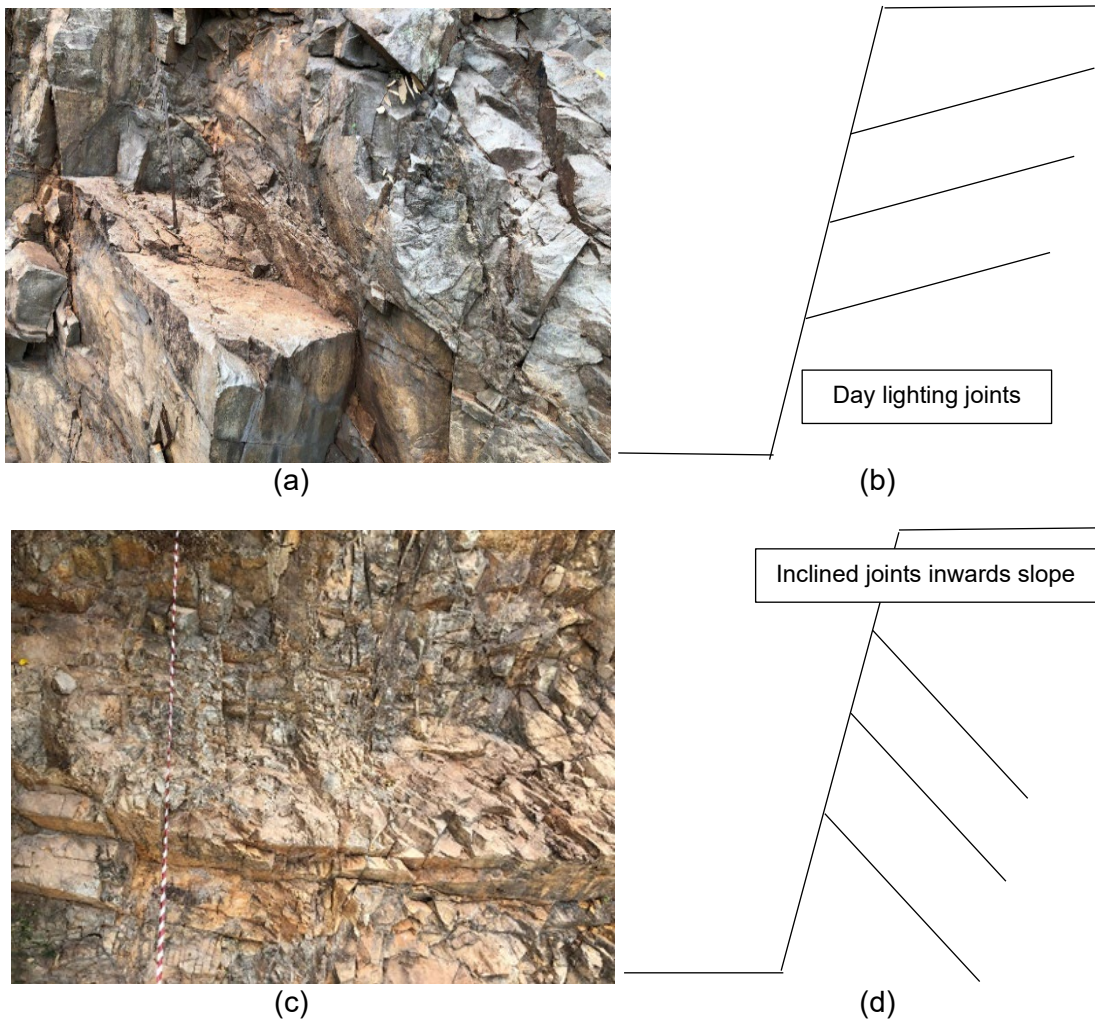 Day lighting joints
(a)
(b)
Inclined joints inwards slope
(c)
(d)